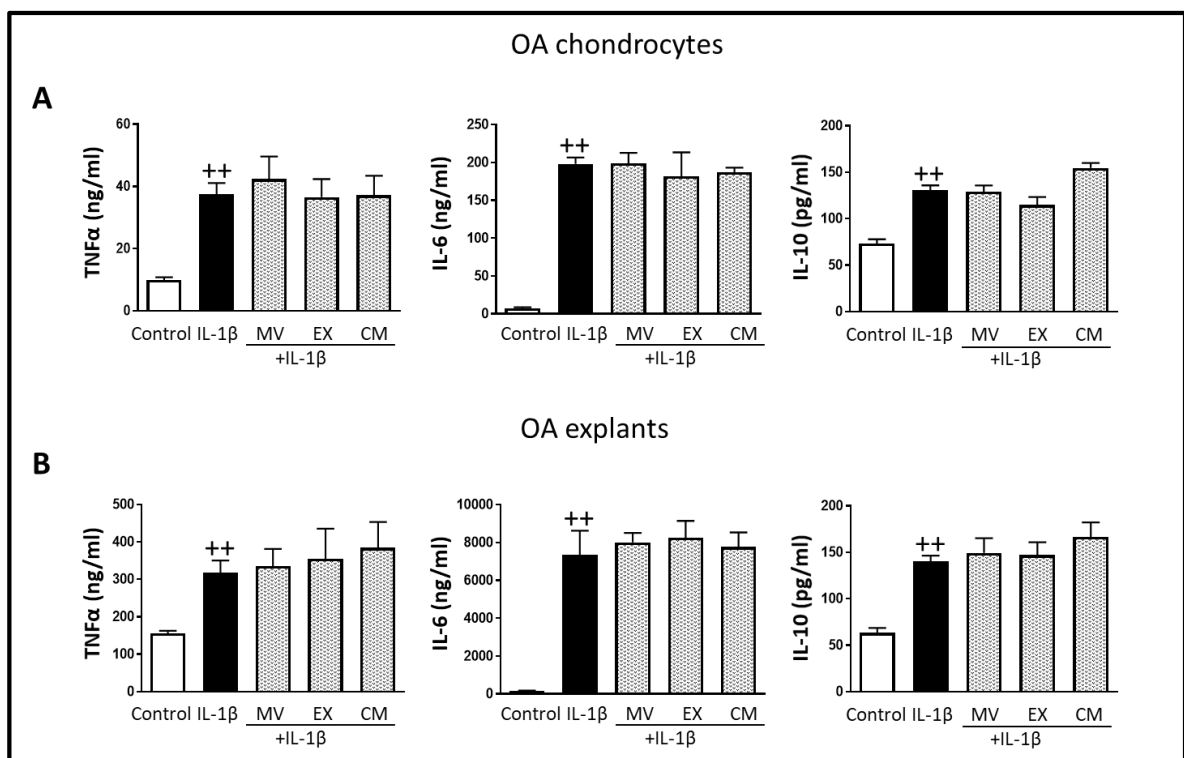 OA chondrocytes
A
TNFα (ng/ml)
60
40
20
0
++
Control IL-1β MV EX CM
+IL-1β
IL-6 (ng/ml)
250
200
150
100
50
0
++
Control IL-1β MV EX CM
+IL-1β
IL-10 (pg/ml)
200
150
100
50
0
++
Control IL-1β MV EX CM
+IL-1β
OA explants
B
TNFα (ng/ml)
500
400
300
200
100
0
++
Control IL-1β MV EX CM
+IL-1β
IL-6 (ng/ml)
10000
8000
6000
4000
2000
0
++
Control IL-1β MV EX CM
+IL-1β
IL-10 (pg/ml)
200
150
100
50
0
++
Control IL-1β MV EX CM
+IL-1β